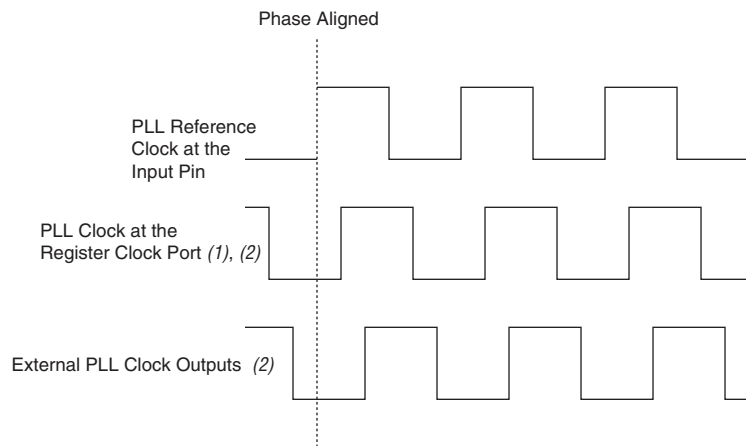 Phase Aligned
PLL Reference
Clock at the
Input Pin
PLL Clock at the
Register Clock Port (1), (2)
External PLL Clock Outputs (2)